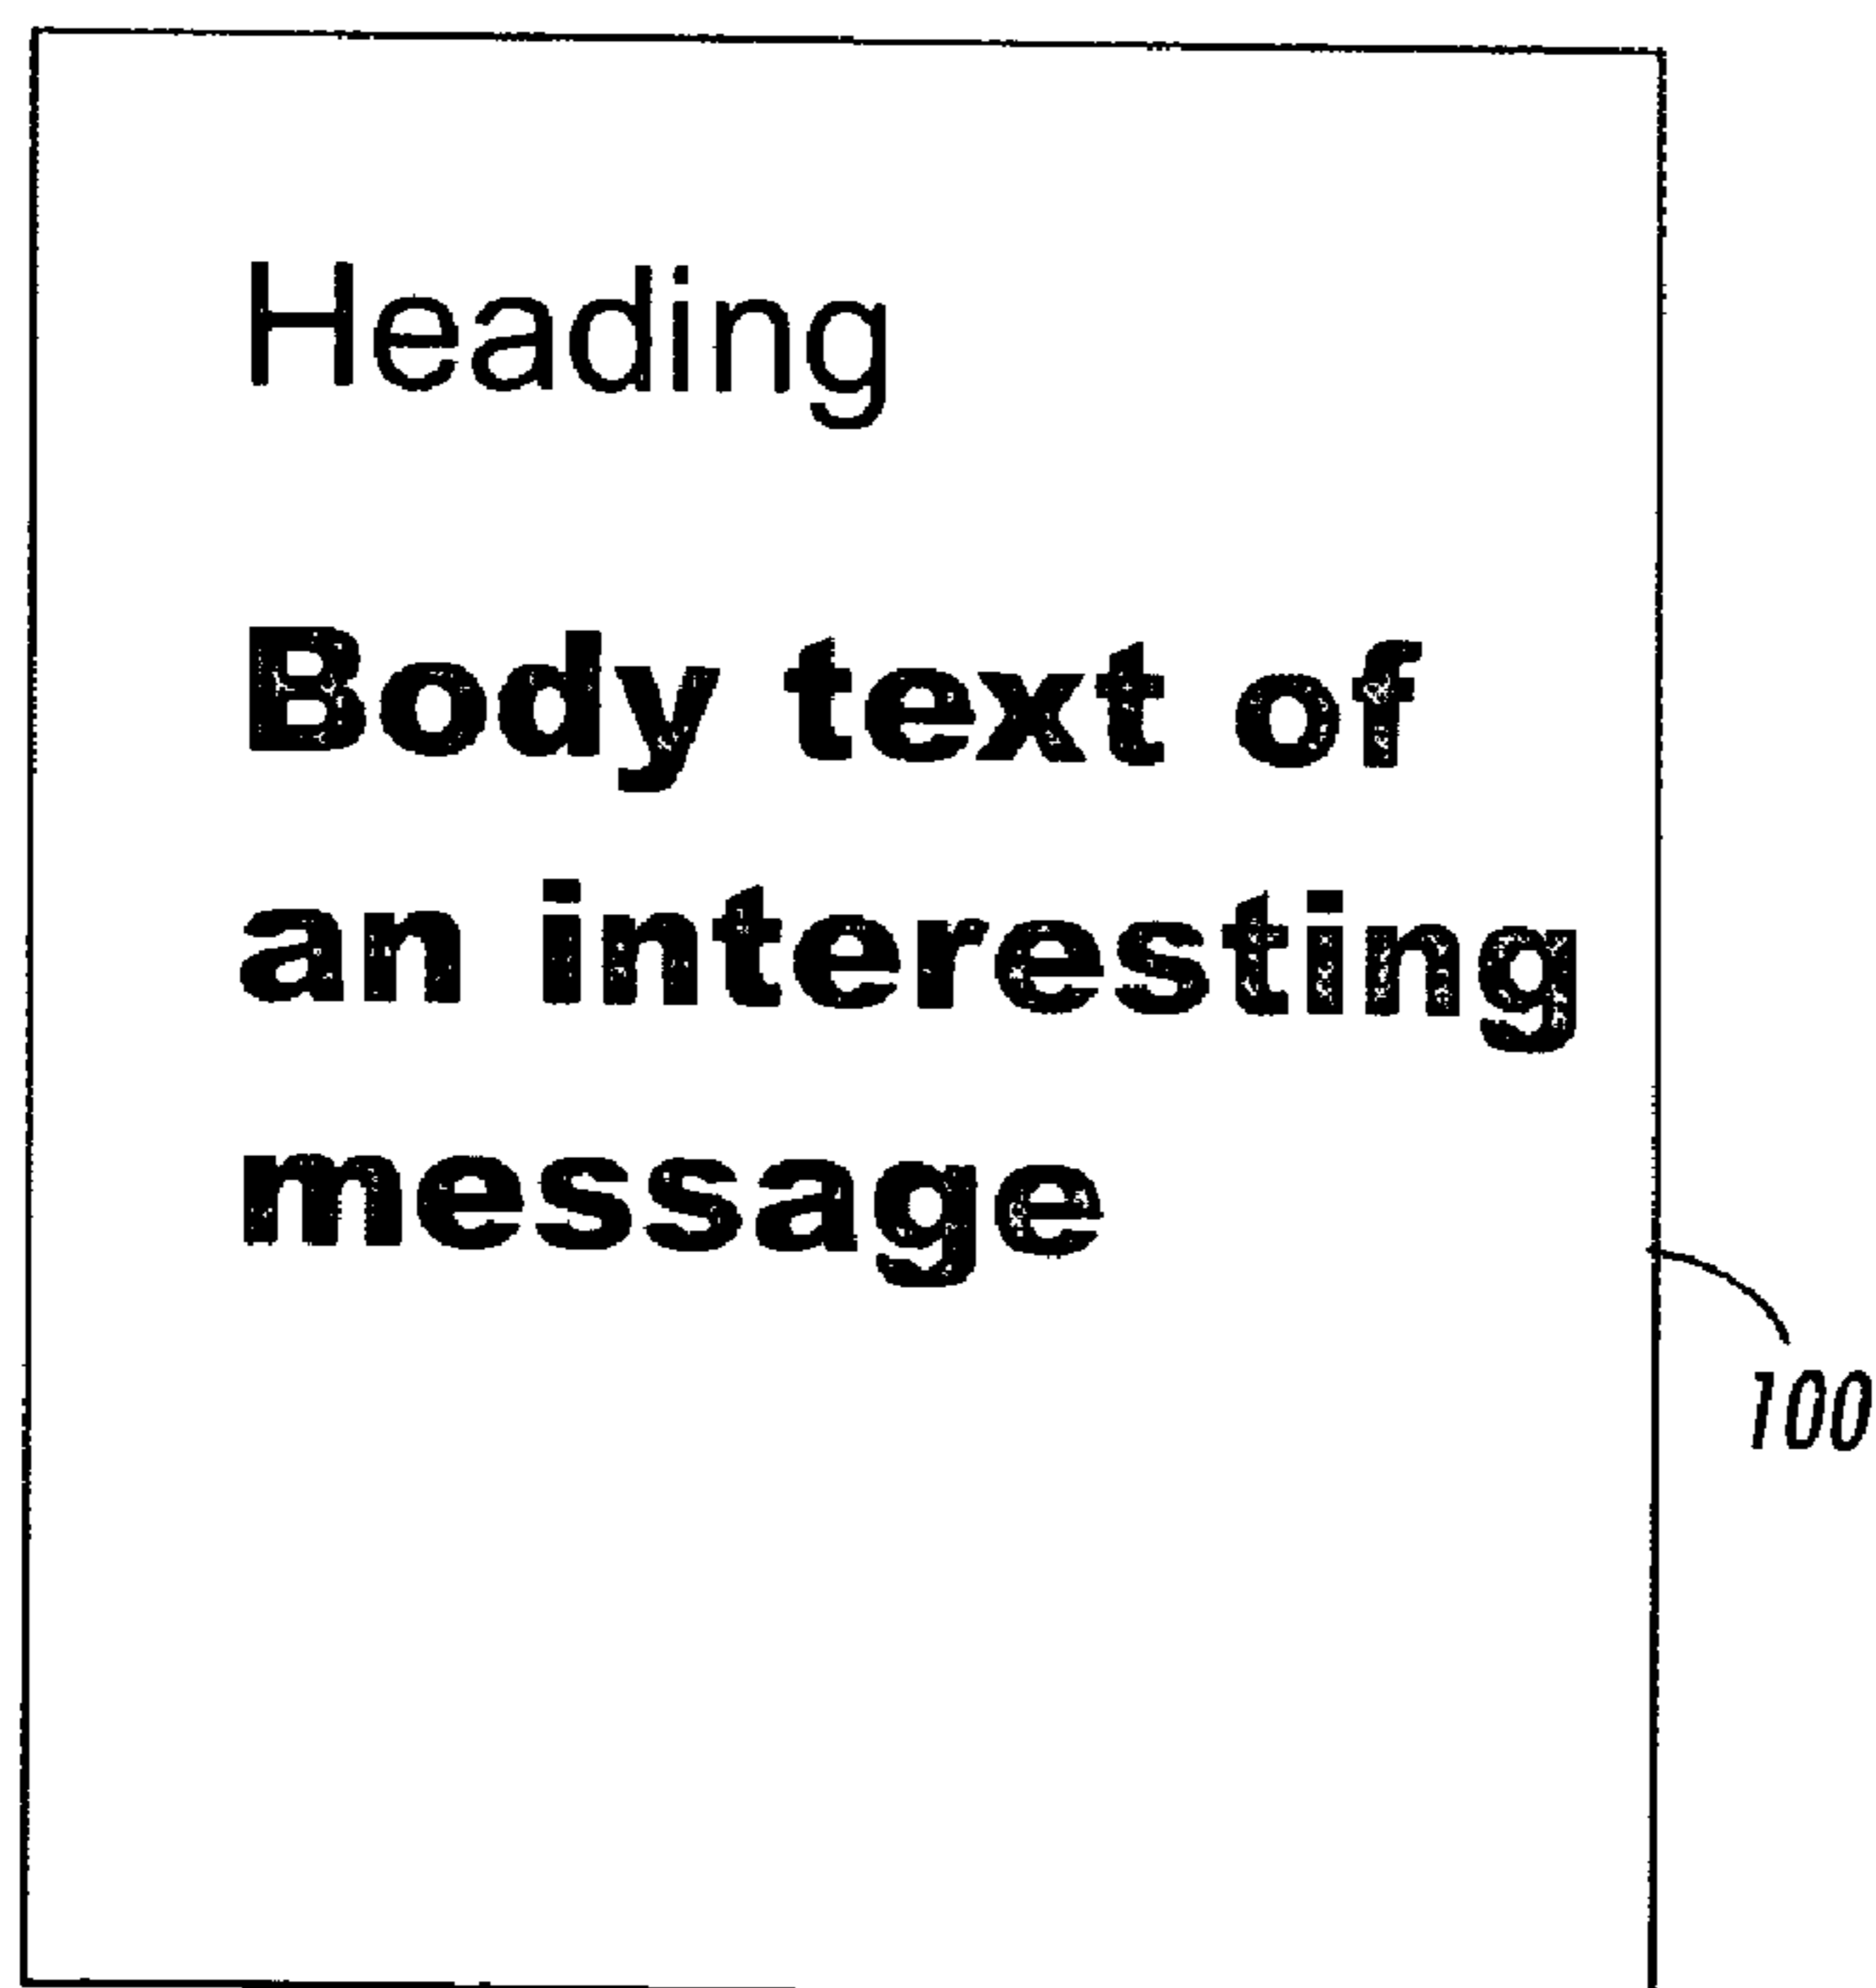 Heading
Body text of
an interesting
message
100